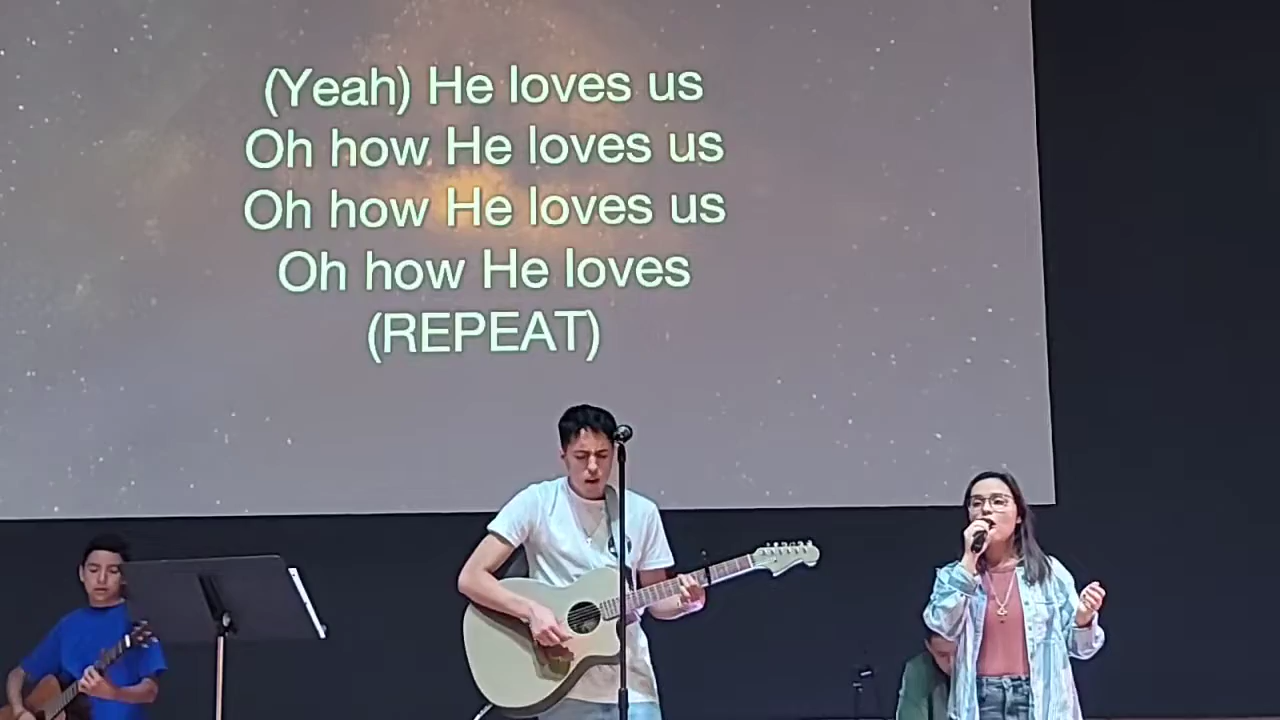 (Yeah) He loves us
Oh how He loves us
Oh how He loves us
Oh how He loves
(REPEAT)